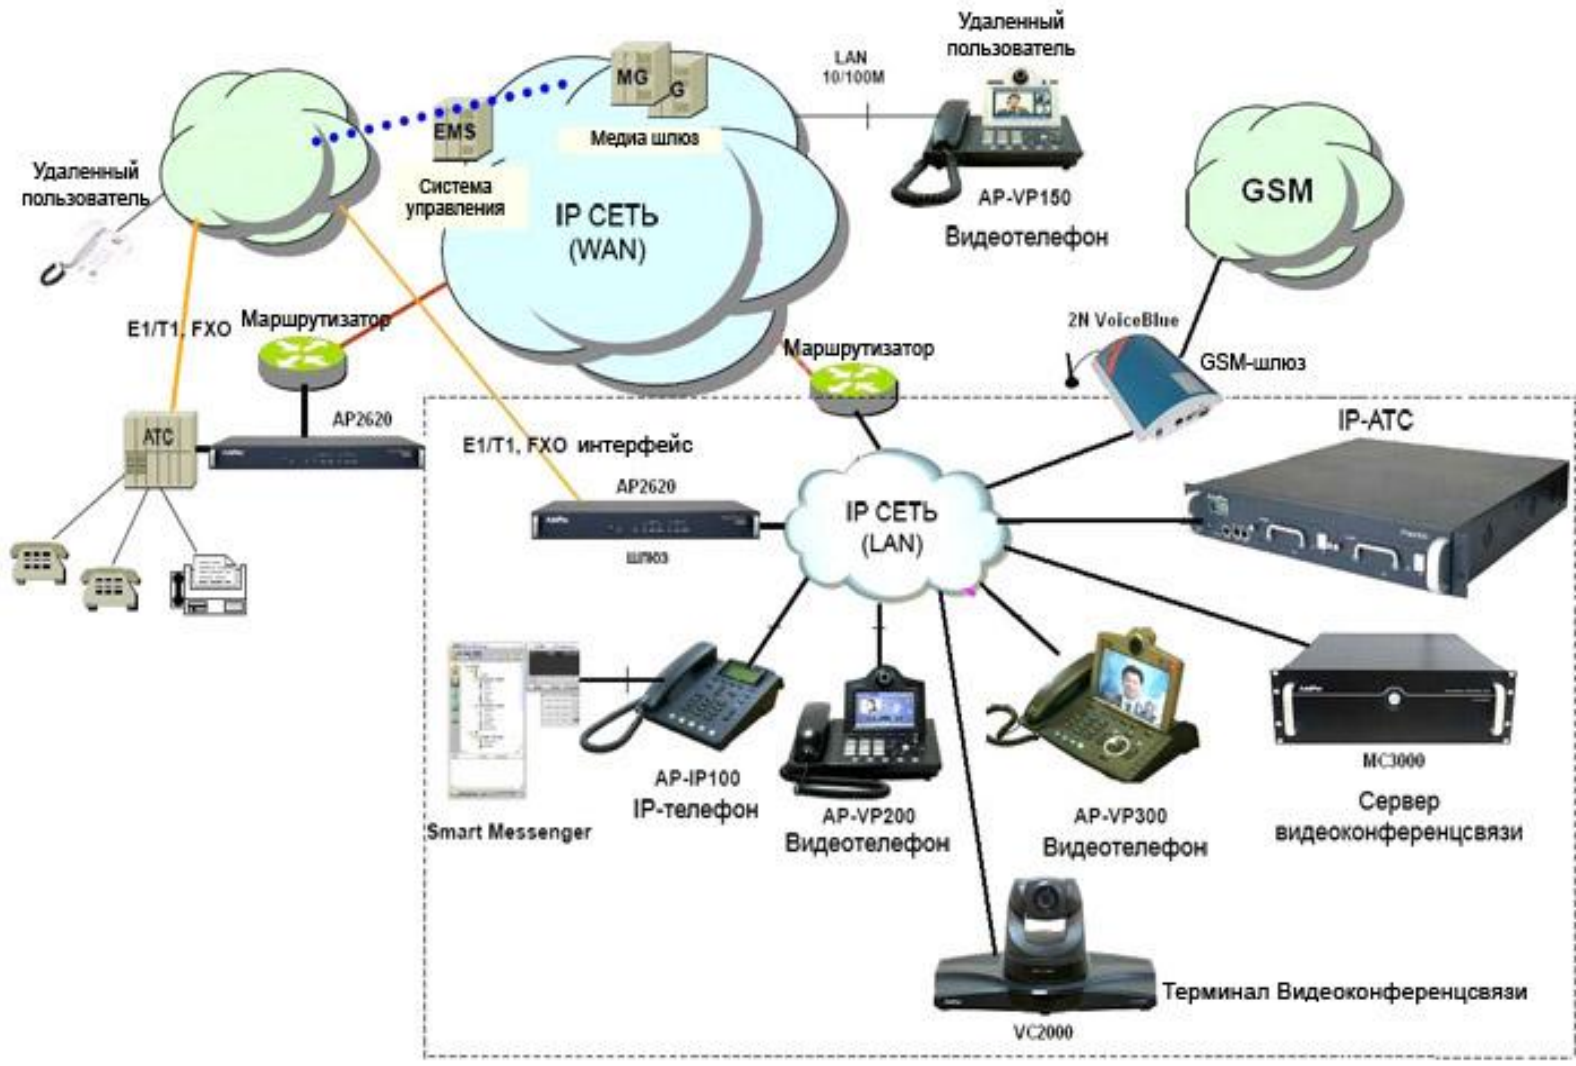 Удаленный
пользователь
LAN
10/100M
MG
G
EMS
Медиа шлюз
GSM
Удаленный
пользователь
Система
управления
IP СЕТЬ
(WAN)
AP-VP150
Видеотелефон
E1/T1, FXO
Маршрутизатор
2N VoiceBlue
Маршрутизатор
GSM-шлюз
AP2620
IP-АТС
АТС
E1/T1, FXO интерфейс
AP2620
IP СЕТЬ
(LAN)
шлюз
MC3000
AP-IP100
IP-телефон
Сервер
видеоконференцсвязи
AP-VP200
Видеотелефон
AP-VP300
Видеотелефон
Smart Messenger
Терминал Видеоконференцсвязи
VC2000